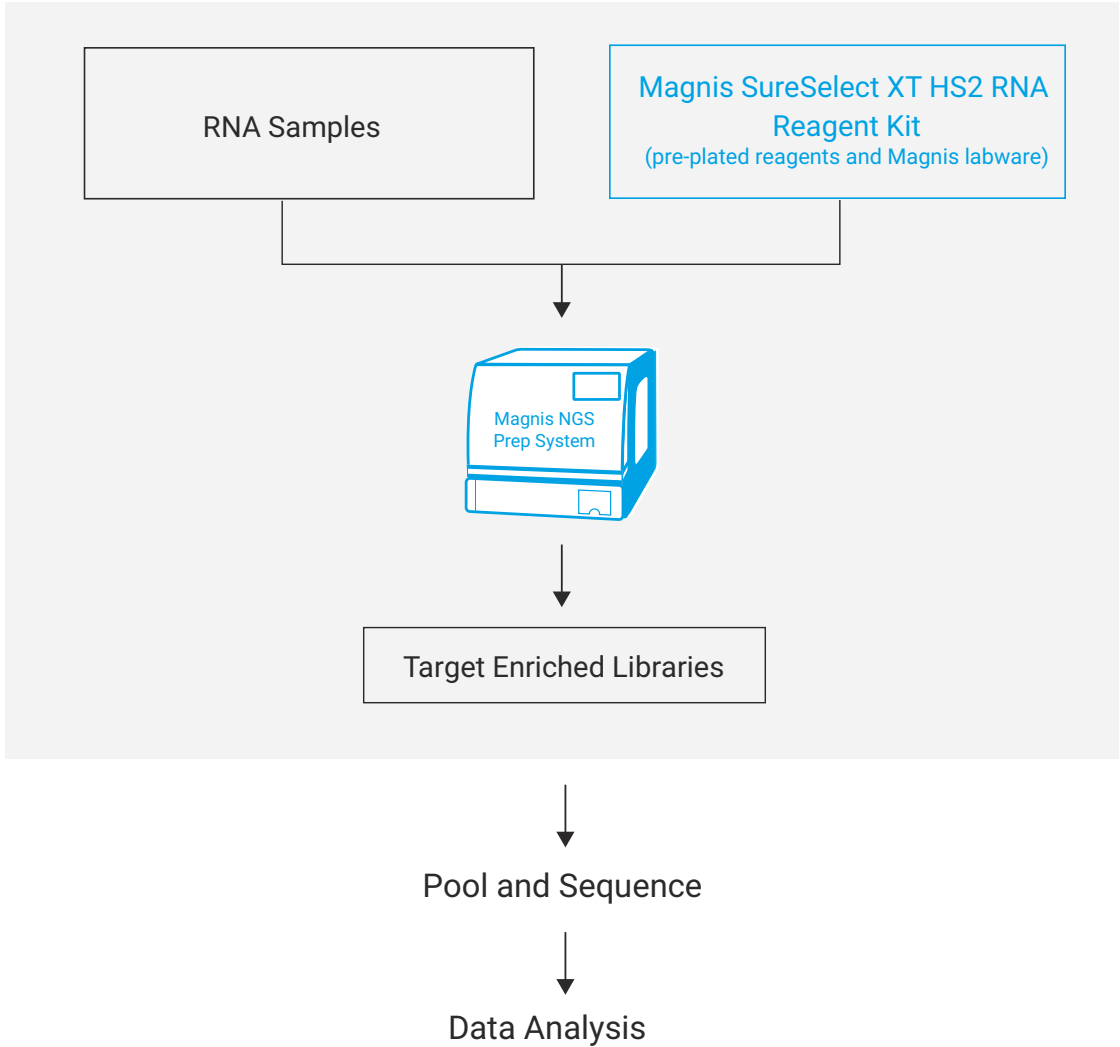 RNA Samples
Magnis SureSelect XT HS2 RNA
Reagent Kit
(pre-plated reagents and Magnis labware)
Magnis NGS
Prep System
Target Enriched Libraries
Pool and Sequence
Data Analysis